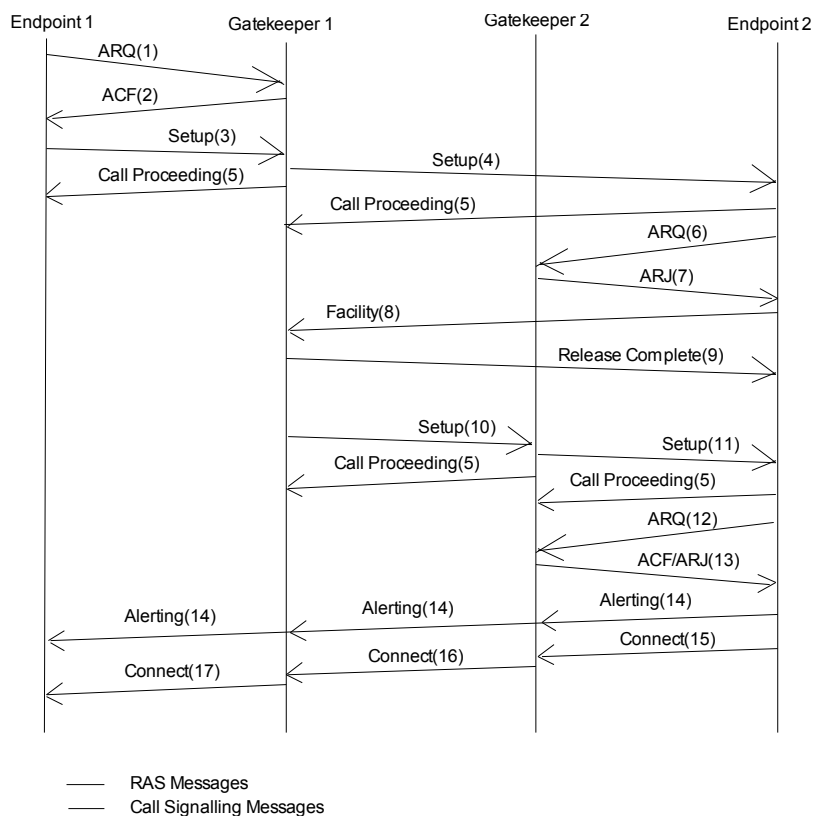 Endpoint 1 Gatekeeper 1 Gatekeeper 2 Endpoint 2
ARQ(1)
ACF(2)
Setup(3)
Setup(4)
Call Proceeding(5)
Call Proceeding(5)
ARQ(6)
ARJ(7)
Facility(8)
Release Complete(9)
Setup(10)
Setup(11)
Call Proceeding(5)
Call Proceeding(5)
ARQ(12)
ACF/ARJ(13)
Alerting(14) Alerting(14) Alerting(14)
Connect(15)
Connect(16)
Connect(17)
RAS Messages
Call Signalling Messages